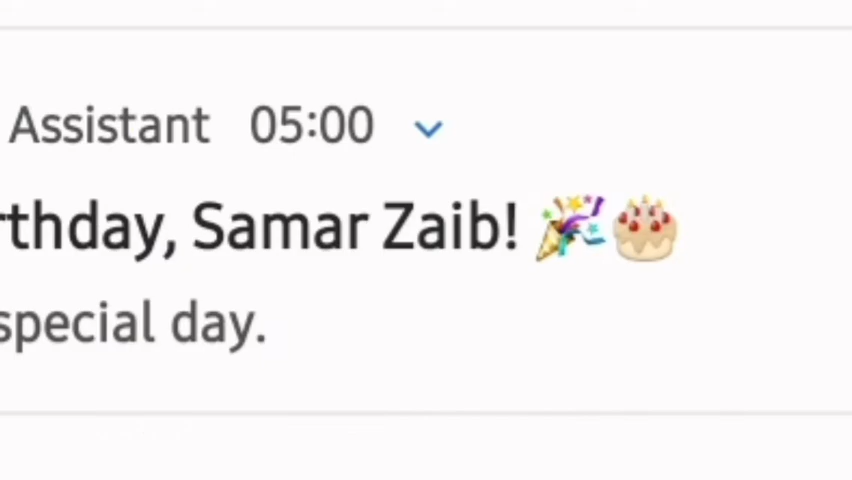 Assistant 05:00
rthday, Samar Zaib! 🎉🎂
special day.